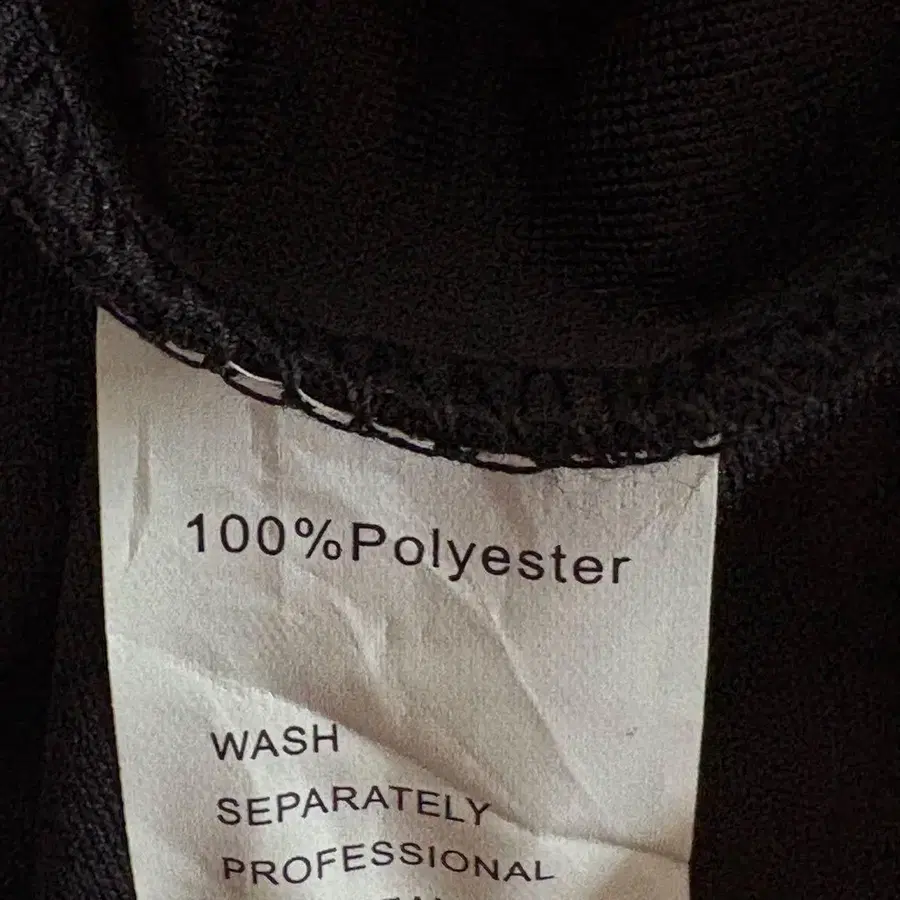 100%Polyester
WASH
SEPARATELY
PROFESSIONAL